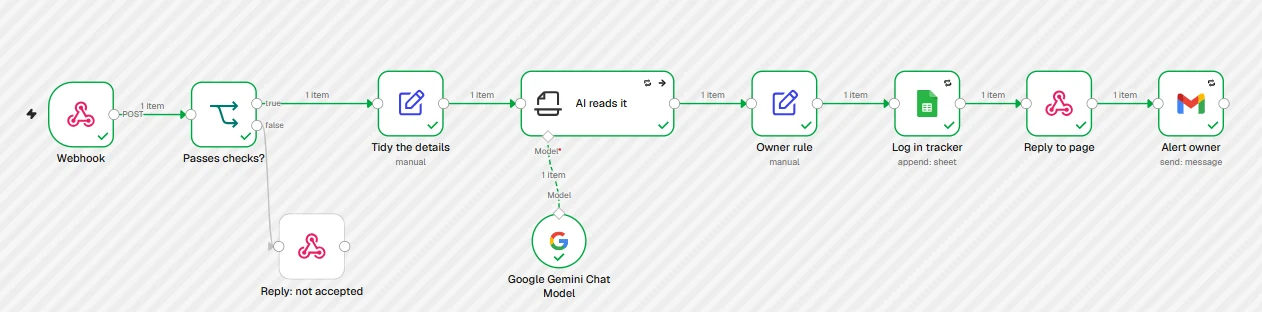 1 item
1 item
1 item
1 item
1 item
1 item
1 item
POST
true
false
AI reads it
Webhook
Passes checks?
Tidy the details
manual
Model*
1 item
Model
Owner rule
manual
Log in tracker
append: sheet
Reply to page
Alert owner
send: message
Reply: not accepted
Google Gemini Chat
Model